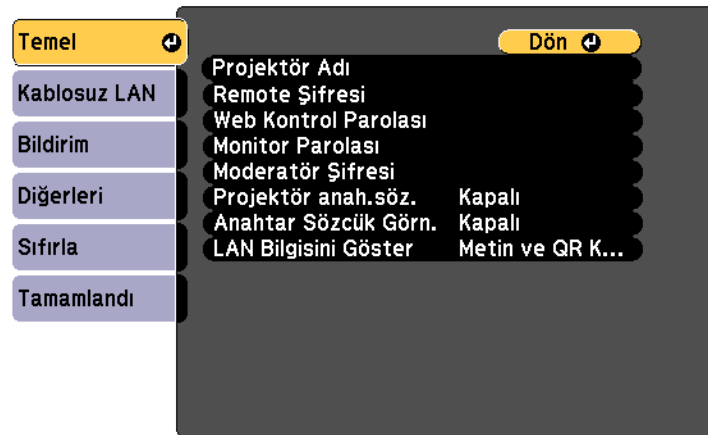 Temel
Kablosuz LAN
Bildirim
Diğerleri
Sıfırla
Tamamlandı
Dön
Projektör Adı
Remote Şifresi
Web Kontrol Parolası
Monitor Parolası
Moderatör Şifresi
Projektör anah.söz. Kapalı
Anahtar Sözcük Görn. Kapalı
LAN Bilgisini Göster Metin ve QR K...